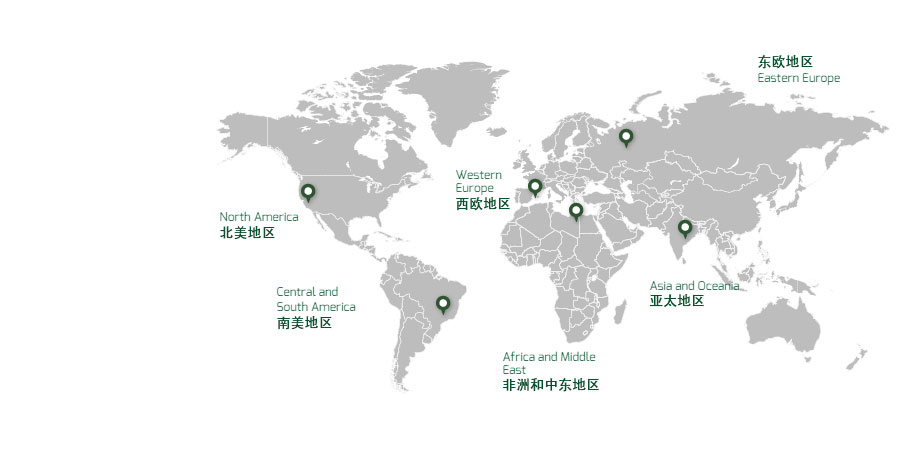 东欧地区
Eastern Europe
Western
Europe
西欧地区
North America
北美地区
Asia and Oceania
亚太地区
Central and
South America
南美地区
Africa and Middle
East
非洲和中东地区